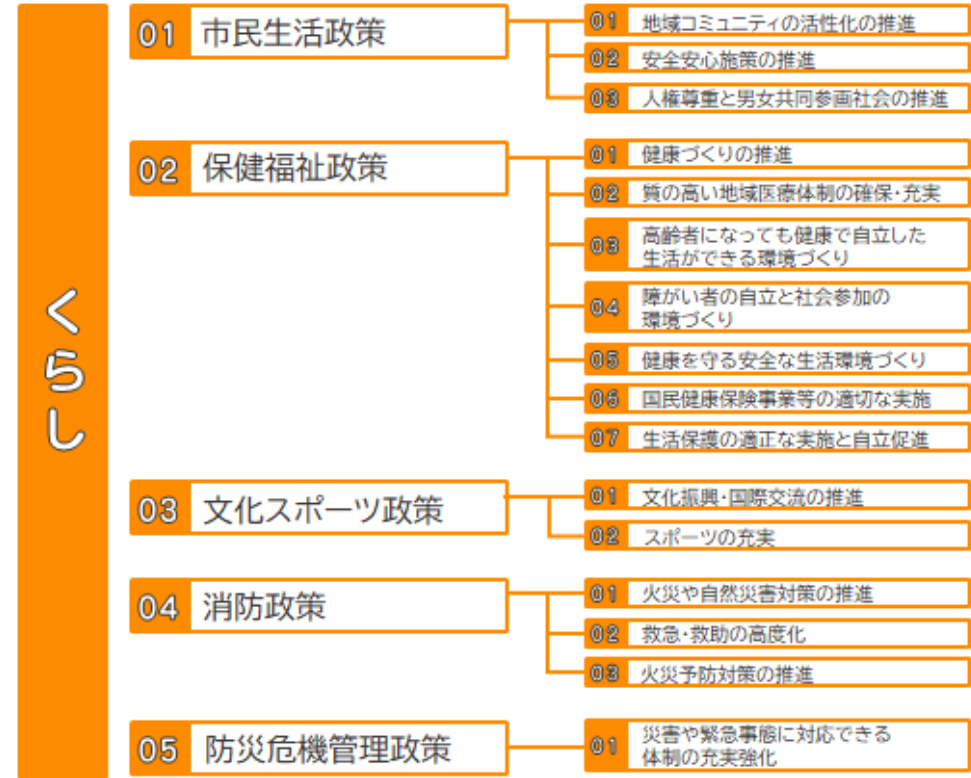 くらし
01 市民生活政策
01 地域コミュニティの活性化の推進
02 安全安心施策の推進
03 人権尊重と男女共同参画社会の推進
02 保健福祉政策
01 健康づくりの推進
02 質の高い地域医療体制の確保・充実
03 高齢者になっても健康で自立した
生活ができる環境づくり
04 障がい者の自立と社会参加の
環境づくり
05 健康を守る安全な生活環境づくり
06 国民健康保険事業等の適切な実施
07 生活保護の適正な実施と自立促進
03 文化スポーツ政策
01 文化振興・国際交流の推進
02 スポーツの充実
04 消防政策
01 火災や自然災害対策の推進
02 救急・救助の高度化
03 火災予防対策の推進
05 防災危機管理政策
01 災害や緊急事態に対応できる
体制の充実強化